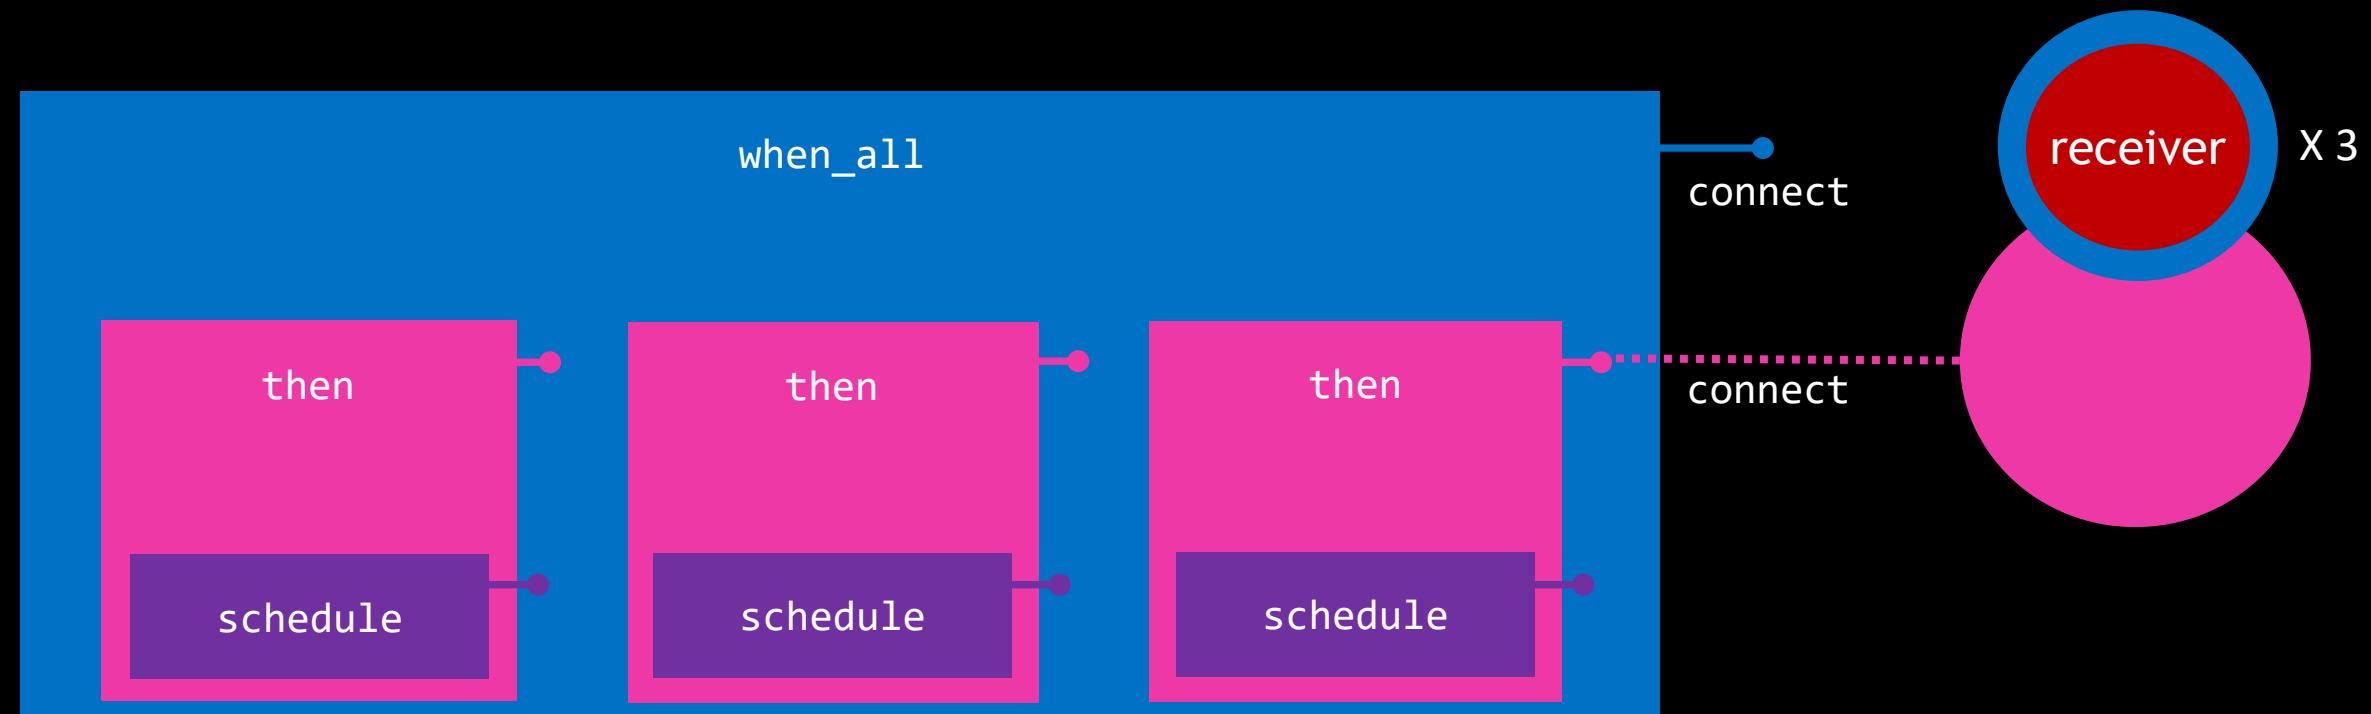 when_all
receiver
X 3
connect
then
then
then
connect
schedule
schedule
schedule